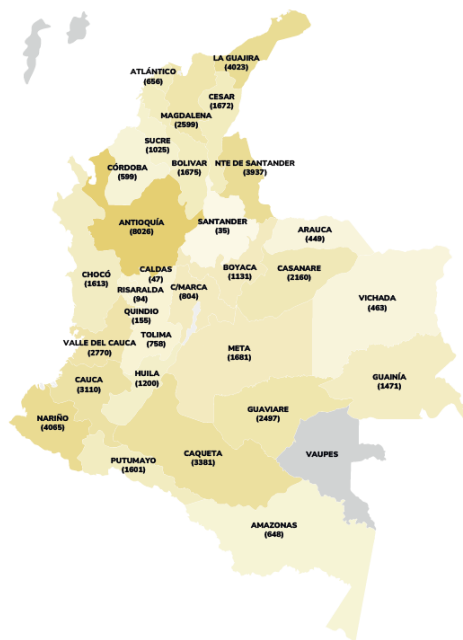 LA GUAJIRA
(4023)
ATLÁNTICO
(656)
CESAR
(1672)
MAGDALENA
(2599)
SUCRE
(1025)
BOLIVAR
(1675)
NTE DE SANTANDER
(3937)
CÓRDOBA
(599)
ANTIOQUÍA
(8026)
SANTANDER
(35)
ARAUCA
(449)
CHOCÓ
(1613)
CALDAS
(47)
BOYACA
(1131)
CASANARE
(2160)
RISARALDA
(94)
C/MARCA
(804)
VICHADA
(463)
QUINDIO
(155)
TOLIMA
(758)
VALLE DEL CAUCA
(2770)
META
(1681)
CAUCA
(3110)
HUILA
(1200)
GUAINÍA
(1471)
NARIÑO
(4065)
GUAVIARE
(2497)
PUTUMAYO
(1601)
CAQUETA
(3381)
VAUPES
AMAZONAS
(648)